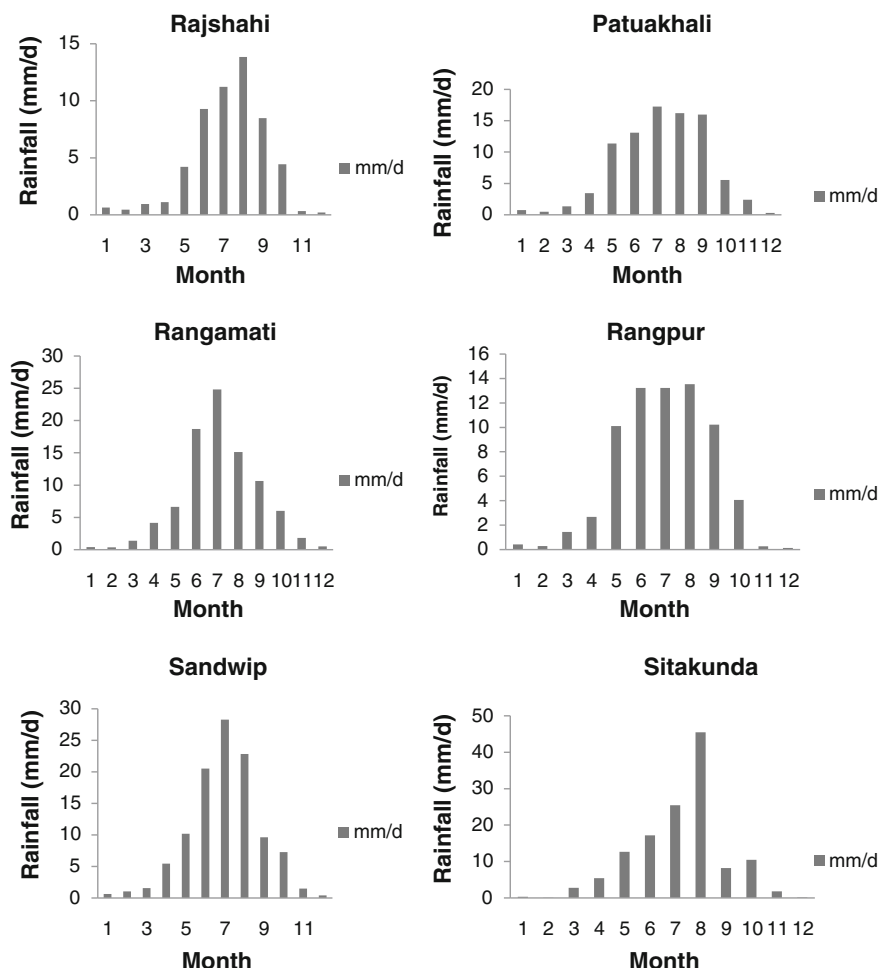 Rajshahi
Rainfall (mm/d)
15
10
5
0
1 3 5 7 9 11
Month
mm/d
Patuakhali
Rainfall (mm/d)
20
15
10
5
0
1 2 3 4 5 6 7 8 9 10 11 12
Month
mm/d
Rangamati
Rainfall (mm/d)
30
25
20
15
10
5
0
1 2 3 4 5 6 7 8 9 10 11 12
Month
mm/d
Rangpur
Rainfall (mm/d)
16
14
12
10
8
6
4
2
0
1 2 3 4 5 6 7 8 9 10 11 12
Month
mm/d
Sandwip
Rainfall (mm/d)
30
25
20
15
10
5
0
1 3 5 7 9 11
Month
mm/d
Sitakunda
Rainfall (mm/d)
50
40
30
20
10
0
1 2 3 4 5 6 7 8 9 10 11 12
Month
mm/d